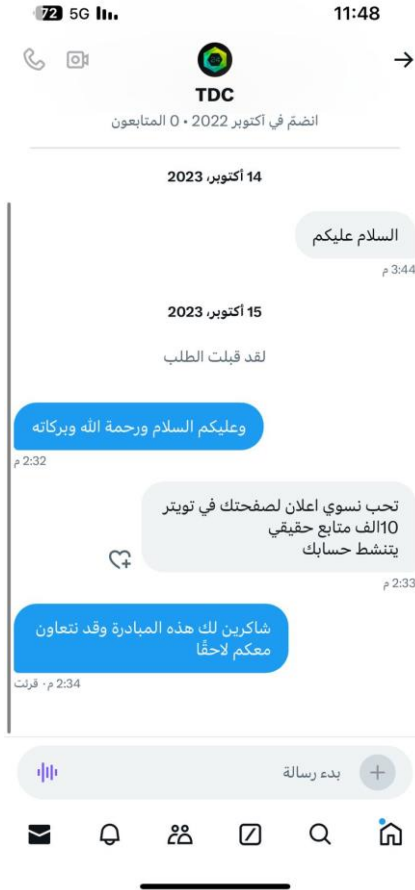 72 5G
11:48
TDC
انضمّ في أكتوبر 2022 • 0 المتابعون
14 أكتوبر، 2023
السلام عليكم
3:44 م
15 أكتوبر، 2023
لقد قبلت الطلب
وعليكم السلام ورحمة الله وبركاته
2:32 م
تحب نسوي اعلان لصفحتك في تويتر
10الف متابع حقيقي
يتنشط حسابك
2:33 م
شاكرين لك هذه المبادرة وقد نتعاون
معكم لاحقًا
2:34 م · قرئت
بدء رسالة